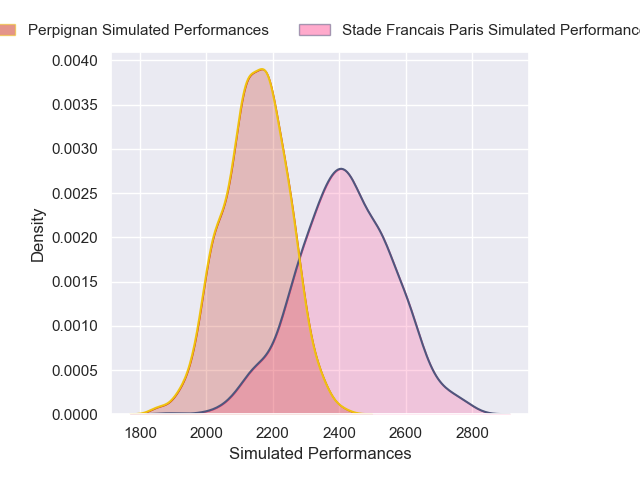 Perpignan Simulated Performances
Stade Francais Paris Simulated Performanc
0.0040
0.0035
0.0030
0.0025
0.0020
0.0015
0.0010
0.0005
0.0000
Density
1800 2000 2200 2400 2600 2800
Simulated Performances